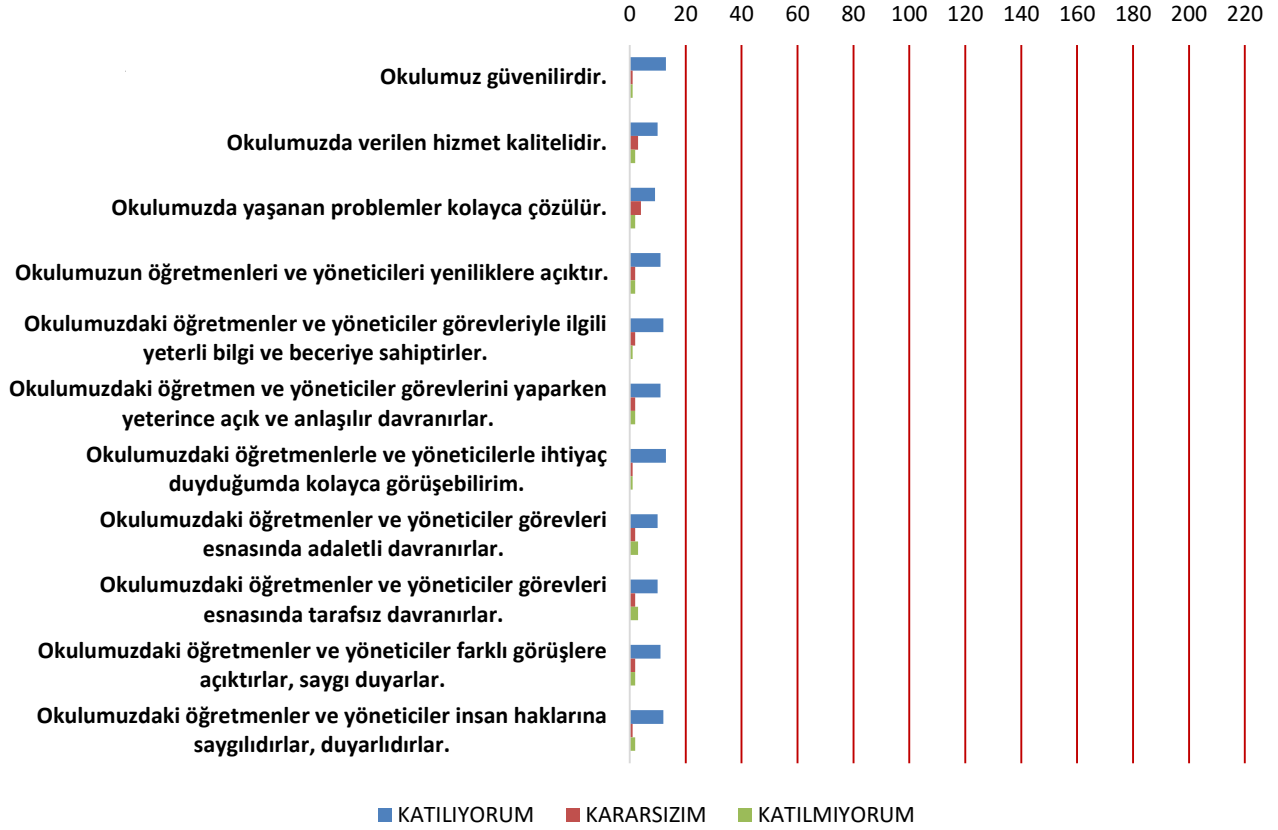 0 20 40 60 80 100 120 140 160 180 200 220
Okulumuz güvenilirdir.
Okulumuzda verilen hizmet kalitelidir.
Okulumuzda yaşanan problemler kolayca çözülür.
Okulumuzun öğretmenleri ve yöneticileri yeniliklere açıktır.
Okulumuzdaki öğretmenler ve yöneticiler görevleriyle ilgili
yeterli bilgi ve beceriye sahiptirler.
Okulumuzdaki öğretmen ve yöneticiler görevlerini yaparken
yeterince açık ve anlaşılır davranırlar.
Okulumuzdaki öğretmenlerle ve yöneticilerle ihtiyaç
duyduğumda kolayca görüşebilirim.
Okulumuzdaki öğretmenler ve yöneticiler görevleri
esnasında adaletli davranırlar.
Okulumuzdaki öğretmenler ve yöneticiler görevleri
esnasında tarafsız davranırlar.
Okulumuzdaki öğretmenler ve yöneticiler farklı görüşlere
açıktırlar, saygı duyarlar.
Okulumuzdaki öğretmenler ve yöneticiler insan haklarına
saygılıdırlar, duyarlıdırlar.
KATILIYORUM KARARSIZIM KATILMIYORUM